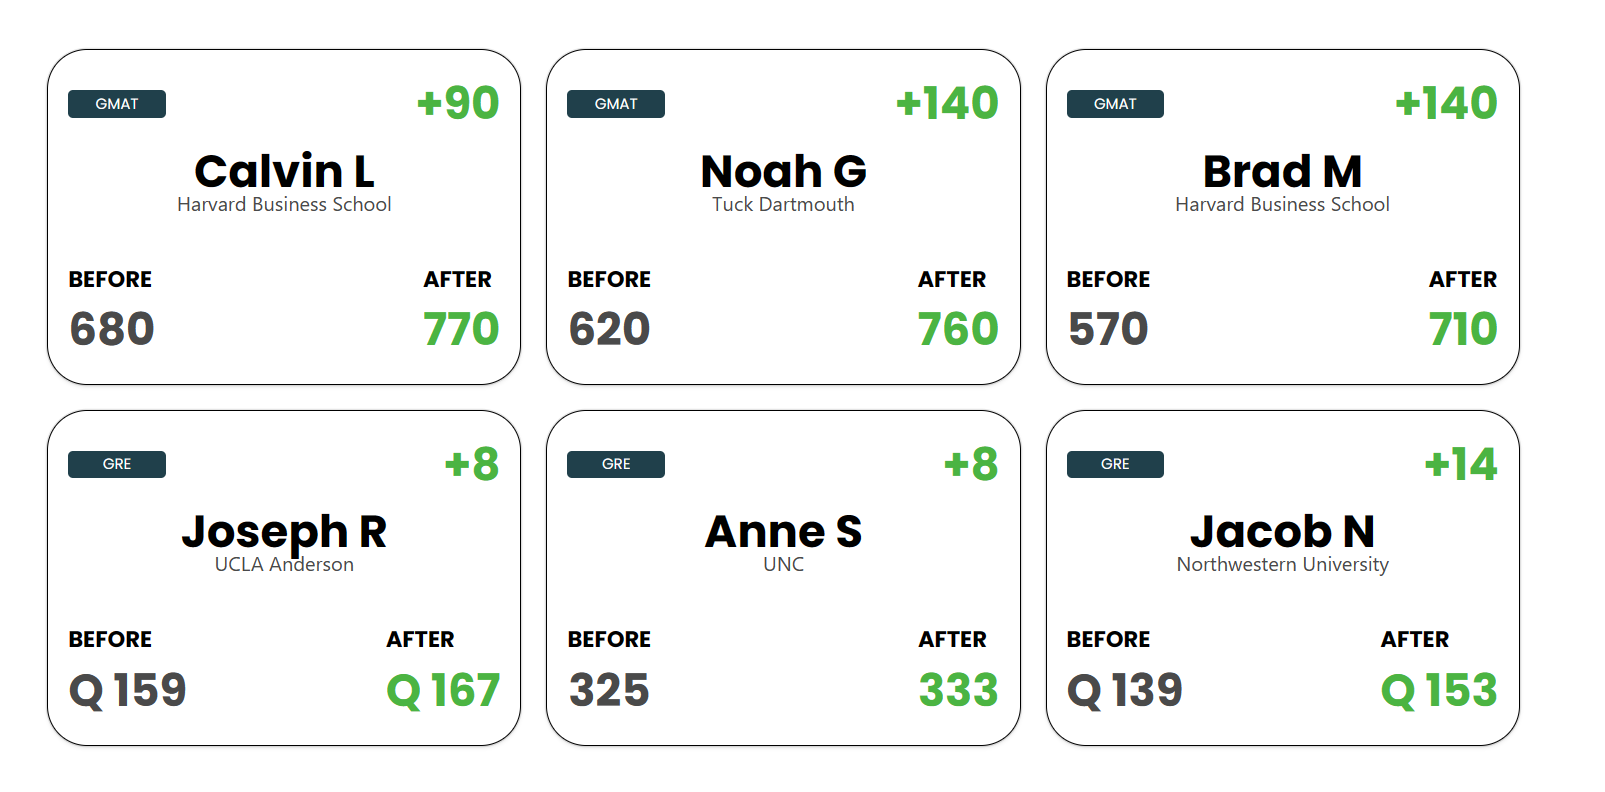 GMAT
+90
Calvin L
Harvard Business School
BEFORE
AFTER
680
770
GMAT
+140
Noah G
Tuck Dartmouth
BEFORE
AFTER
620
760
GMAT
+140
Brad M
Harvard Business School
BEFORE
AFTER
570
710
GRE
+8
Joseph R
UCLA Anderson
BEFORE
AFTER
Q 159
Q 167
GRE
+8
Anne S
UNC
BEFORE
AFTER
325
333
GRE
+14
Jacob N
Northwestern University
BEFORE
AFTER
Q 139
Q 153